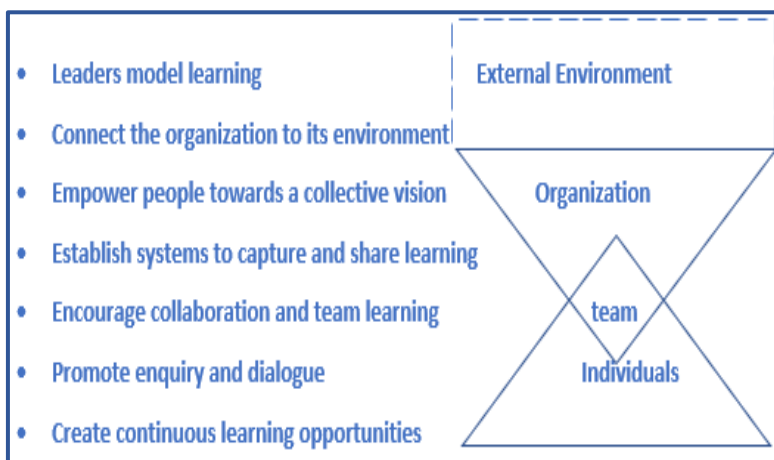 • Leaders model learning
External Environment
• Connect the organization to its environment
• Empower people towards a collective vision
Organization
• Establish systems to capture and share learning
• Encourage collaboration and team learning
team
• Promote enquiry and dialogue
Individuals
• Create continuous learning opportunities